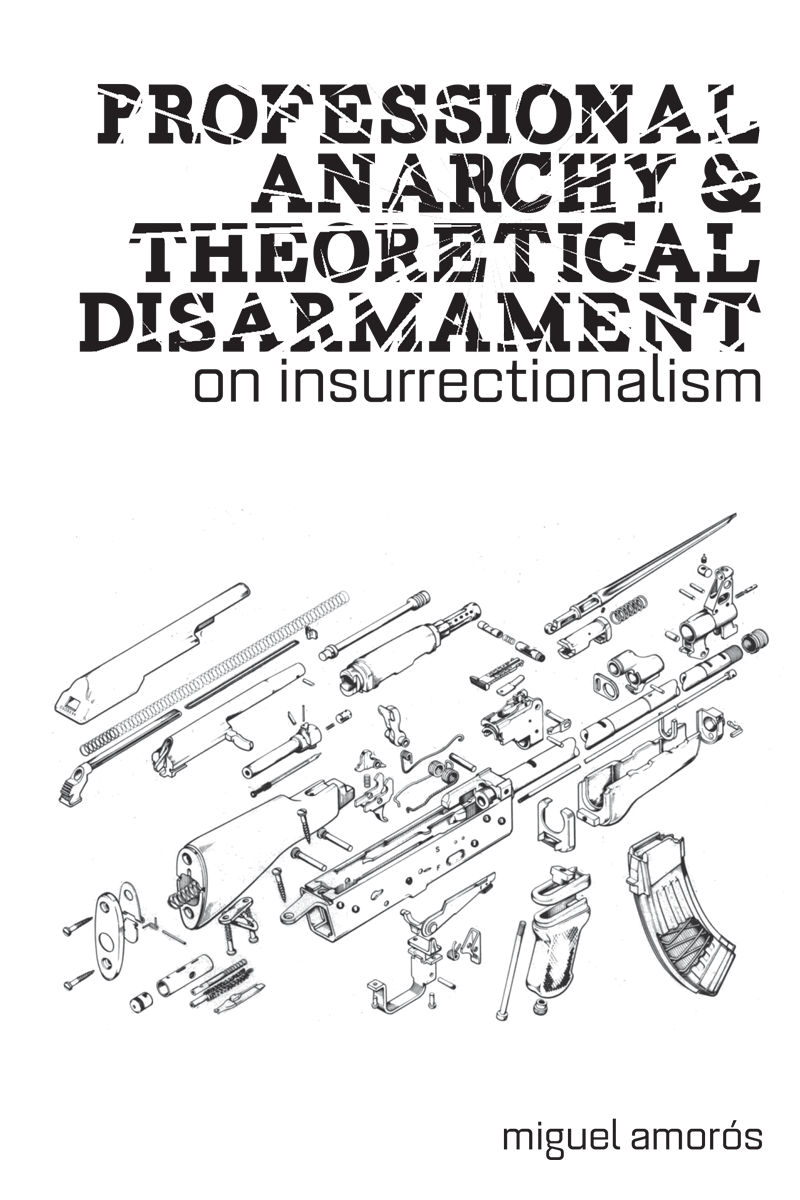 PROFESSIONAL
ANARCHY &
THEORETICAL
DISARMAMENT
on insurrectionalism
S
F
miguel amorós